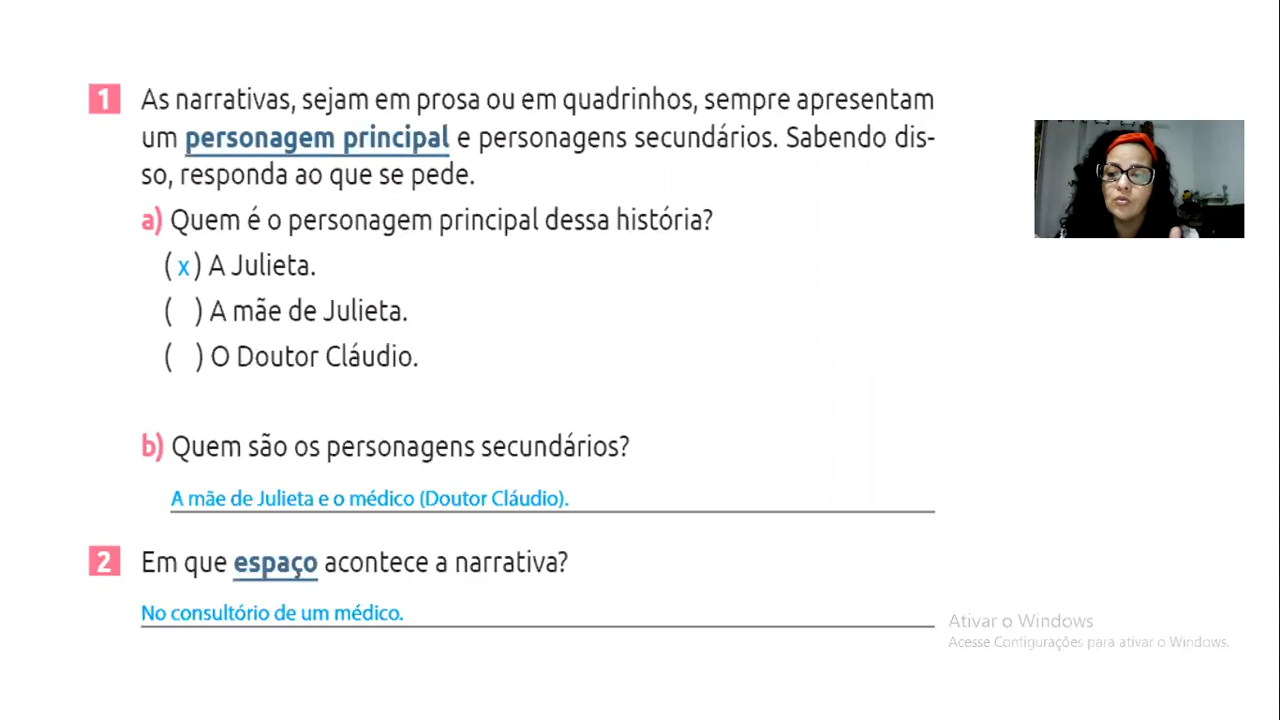 1 As narrativas, sejam em prosa ou em quadrinhos, sempre apresentam
um personagem principal e personagens secundários. Sabendo dis-
so, responda ao que se pede.
a) Quem é o personagem principal dessa história?
( x ) A Julieta.
( ) A mãe de Julieta.
( ) O Doutor Cláudio.
b) Quem são os personagens secundários?
A mãe de Julieta e o médico (Doutor Cláudio).
2 Em que espaço acontece a narrativa?
No consultório de um médico.
Ativar o Windows
Acesse Configurações para ativar o Windows.